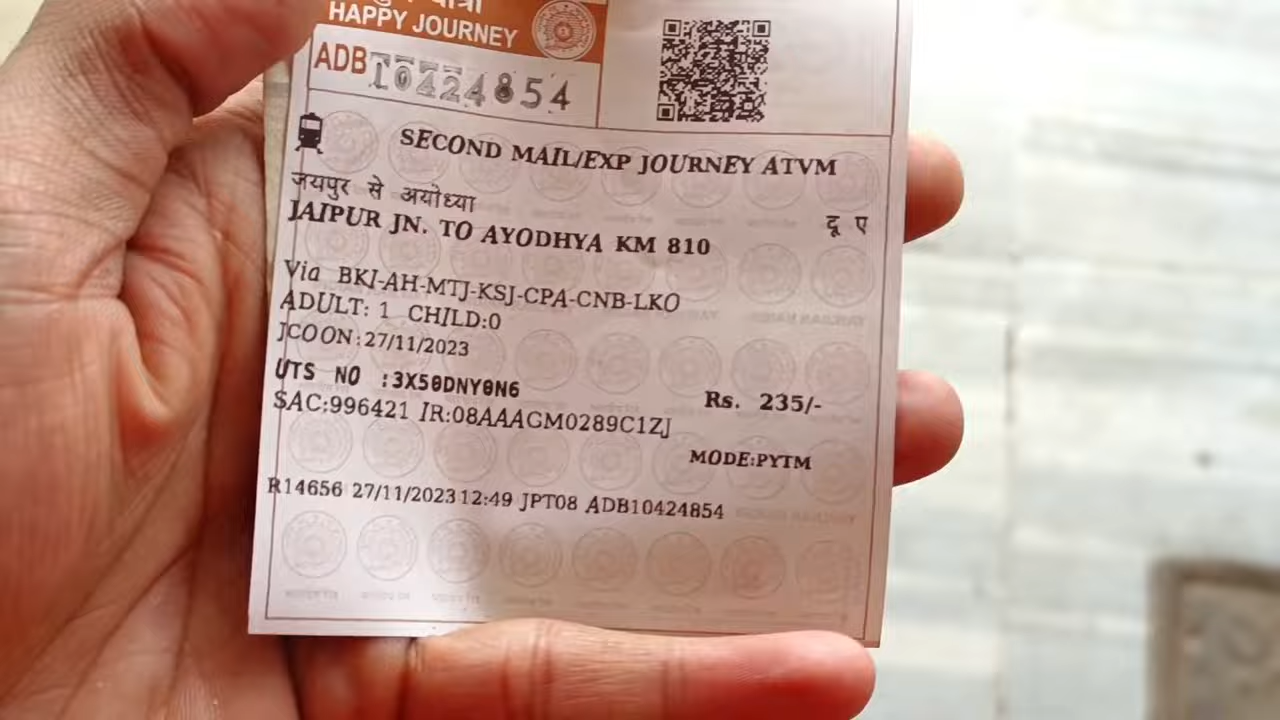 HAPPY JOURNEY
ADB 10424854
SECOND MAIL/EXP JOURNEY ATVM
जयपुर से अयोध्या
दू ए
JAIPUR JN. TO AYODHYA KM 810
Via BKI-AH-MTJ-KSJ-CPA-CNB-LKO
ADULT: 1 CHILD:0
JCOON:27/11/2023
UTS NO :3X50DNY0N6
Rs. 235/-
SAC:996421 IR:08AAAGM0289C1ZJ
MODE:PYTM
R14656 27/11/2023 12:49 JPT08 ADB10424854